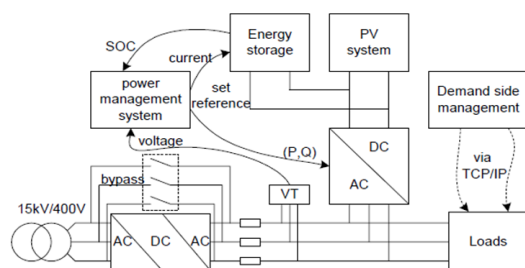 SOC
Energy
storage
PV
system
current
power
management
system
set
reference
Demand side
management
voltage
(P,Q)
DC
AC
via
TCP/IP
bypass
VT
15kV/400V
AC
DC
AC
Loads